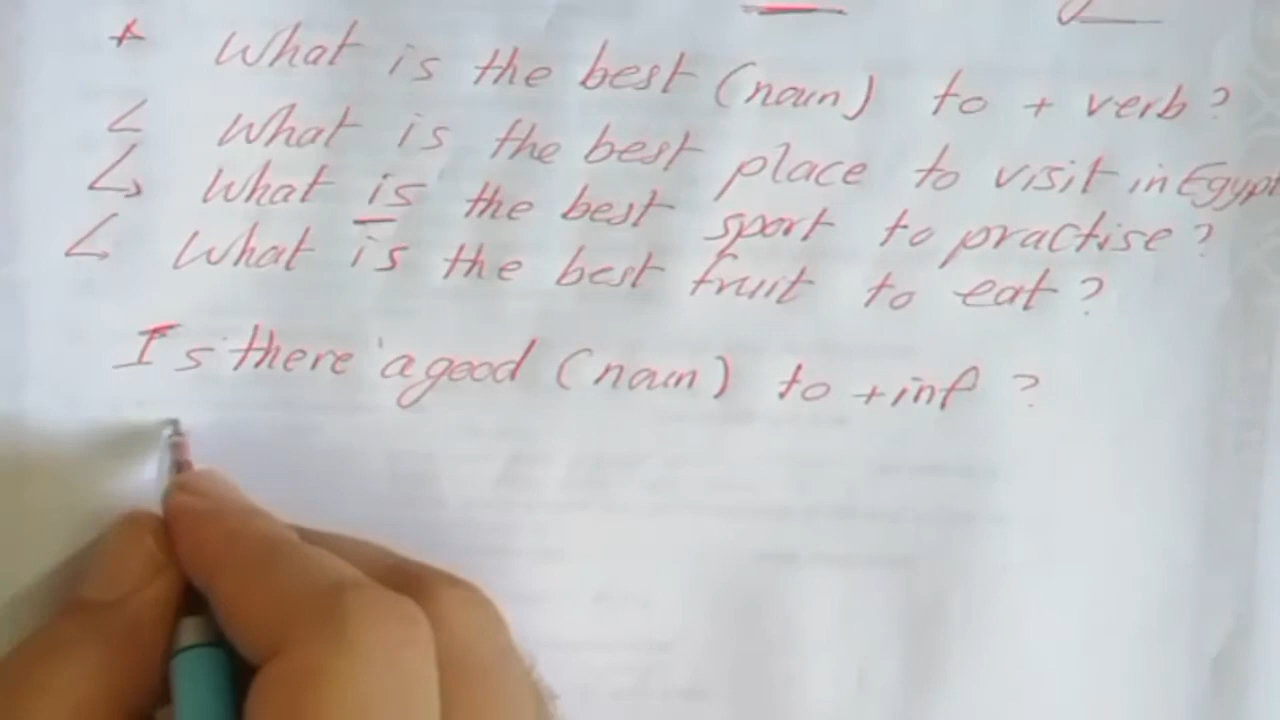 * What is the best (noun) to + verb?
What is the best place to visit in Egypt
What is the best sport to practise?
What is the best fruit to eat?
Is there a good (noun) to + inf ?